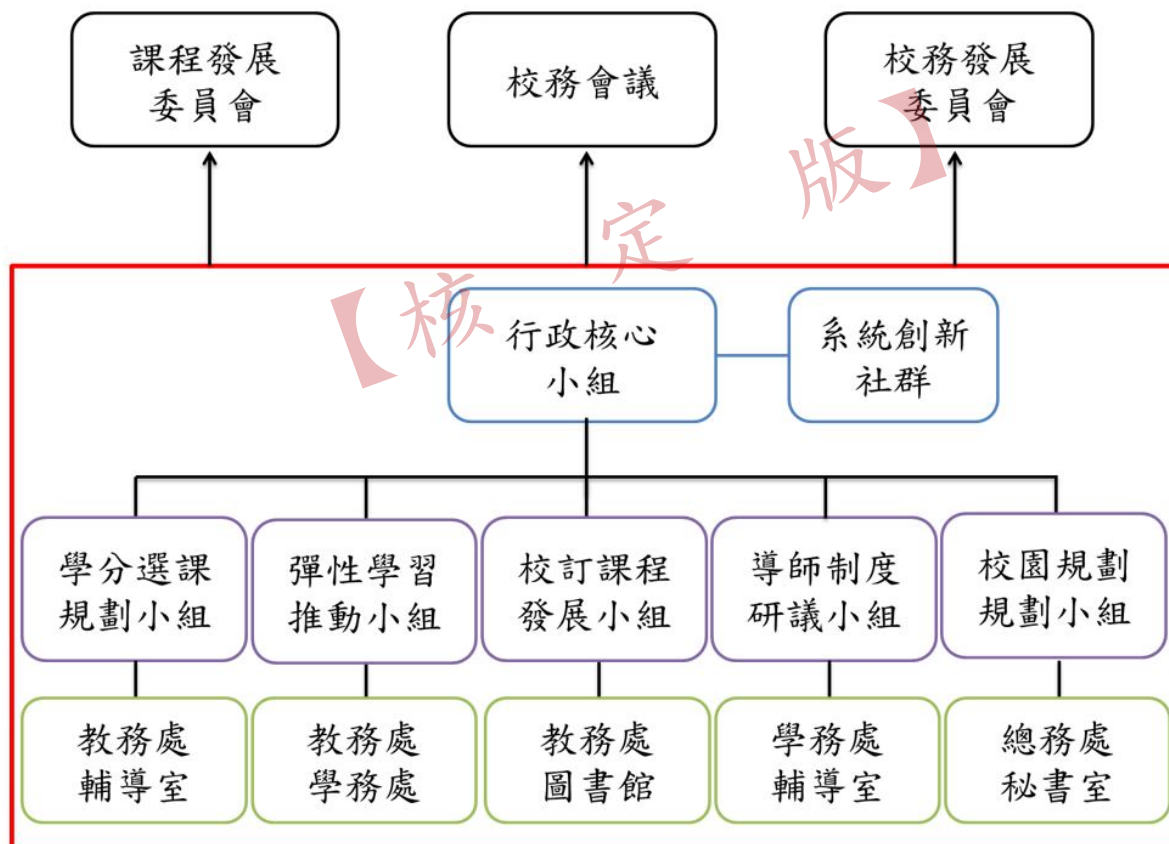 課程發展
委員會
校務會議
校務發展
委員會
【核定版】
行政核心
小組
系統創新
社群
學分選課
規劃小組
彈性學習
推動小組
校訂課程
發展小組
導師制度
研議小組
校園規劃
規劃小組
教務處
輔導室
教務處
學務處
教務處
圖書館
學務處
輔導室
總務處
秘書室